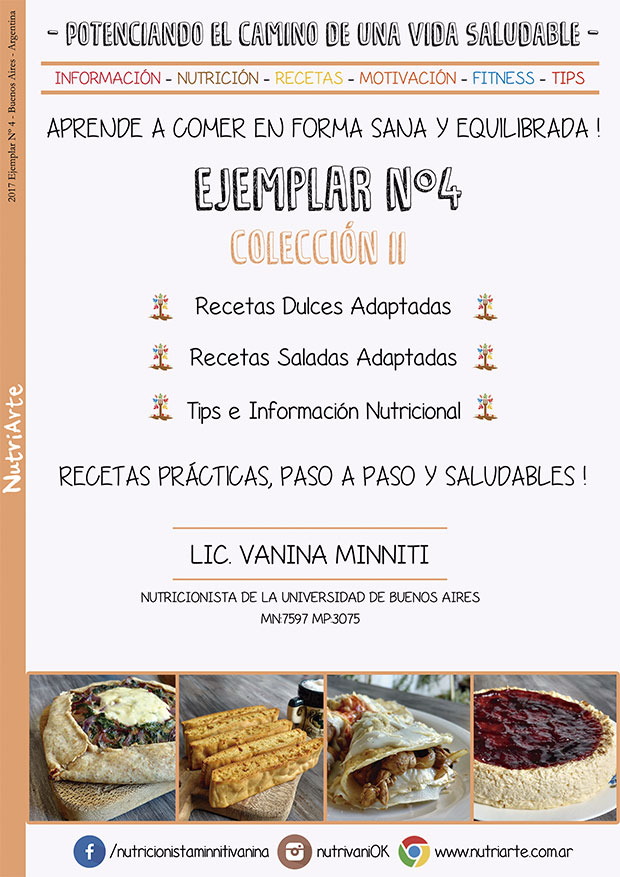 - POTENCIANDO EL CAMINO DE UNA VIDA SALUDABLE -
INFORMACIÓN - NUTRICIÓN - RECETAS - MOTIVACIÓN - FITNESS - TIPS
APRENDE A COMER EN FORMA SANA Y EQUILIBRADA !
EJEMPLAR Nº4
COLECCIÓN II
Recetas Dulces Adaptadas
Recetas Saladas Adaptadas
Tips e Información Nutricional
RECETAS PRÁCTICAS, PASO A PASO Y SALUDABLES !
LIC. VANINA MINNITI
NUTRICIONISTA DE LA UNIVERSIDAD DE BUENOS AIRES
MN:7597 MP:3075
/nutricionistaminnitivanina nutrivaniOK www.nutriarte.com.ar
2017 Ejemplar Nº 4 - Buenos Aires - Argentina
NutriArte